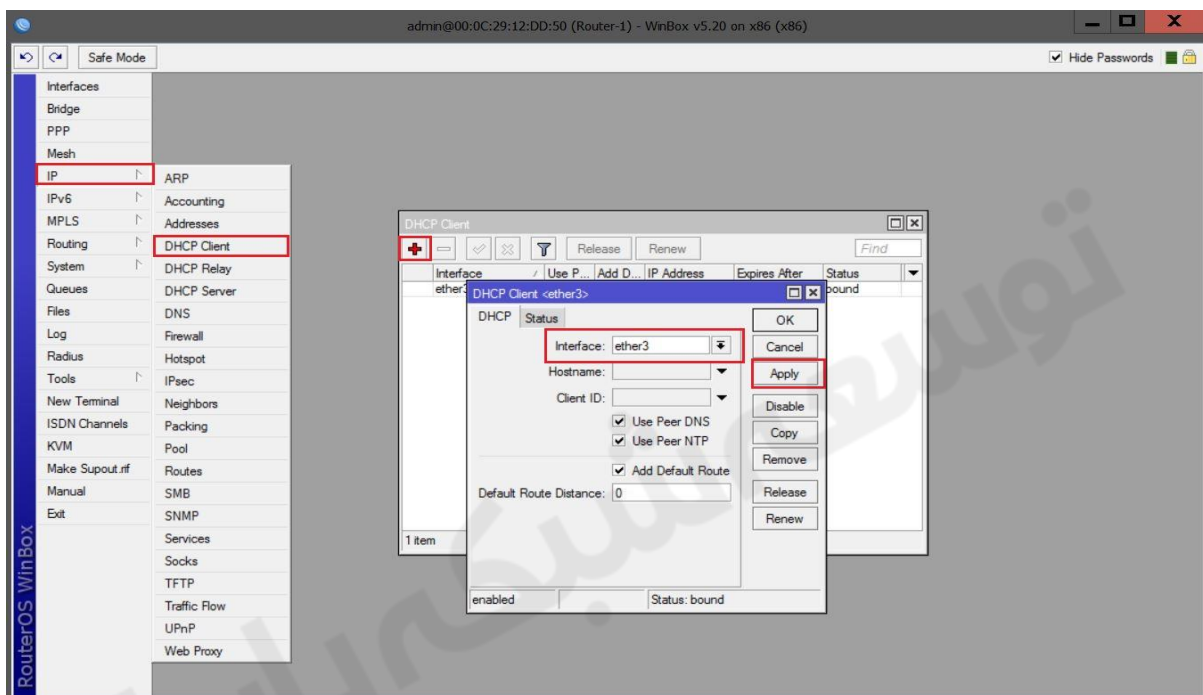 admin@00:0C:29:12:DD:50 (Router-1) - WinBox v5.20 on x86 (x86)
Safe Mode
Hide Passwords
Interfaces
Bridge
PPP
Mesh
IP
IPv6
MPLS
Routing
System
Queues
Files
Log
Radius
Tools
New Terminal
ISDN Channels
KVM
Make Supout.rif
Manual
Exit
RouterOS WinBox
ARP
Accounting
Addresses
DHCP Client
DHCP Relay
DHCP Server
DNS
Firewall
Hotspot
IPsec
Neighbors
Packing
Pool
Routes
SMB
SNMP
Services
Socks
TFTP
Traffic Flow
UPnP
Web Proxy
DHCP Client
Release Renew Find
Interface Use P... Add D... IP Address Expires After Status
bound
1 item
DHCP Client <ether3>
DHCP Status
Interface: ether3
Hostname:
Client ID:
Use Peer DNS
Use Peer NTP
Add Default Route
Default Route Distance: 0
OK
Cancel
Apply
Disable
Copy
Remove
Release
Renew
enabled Status: bound